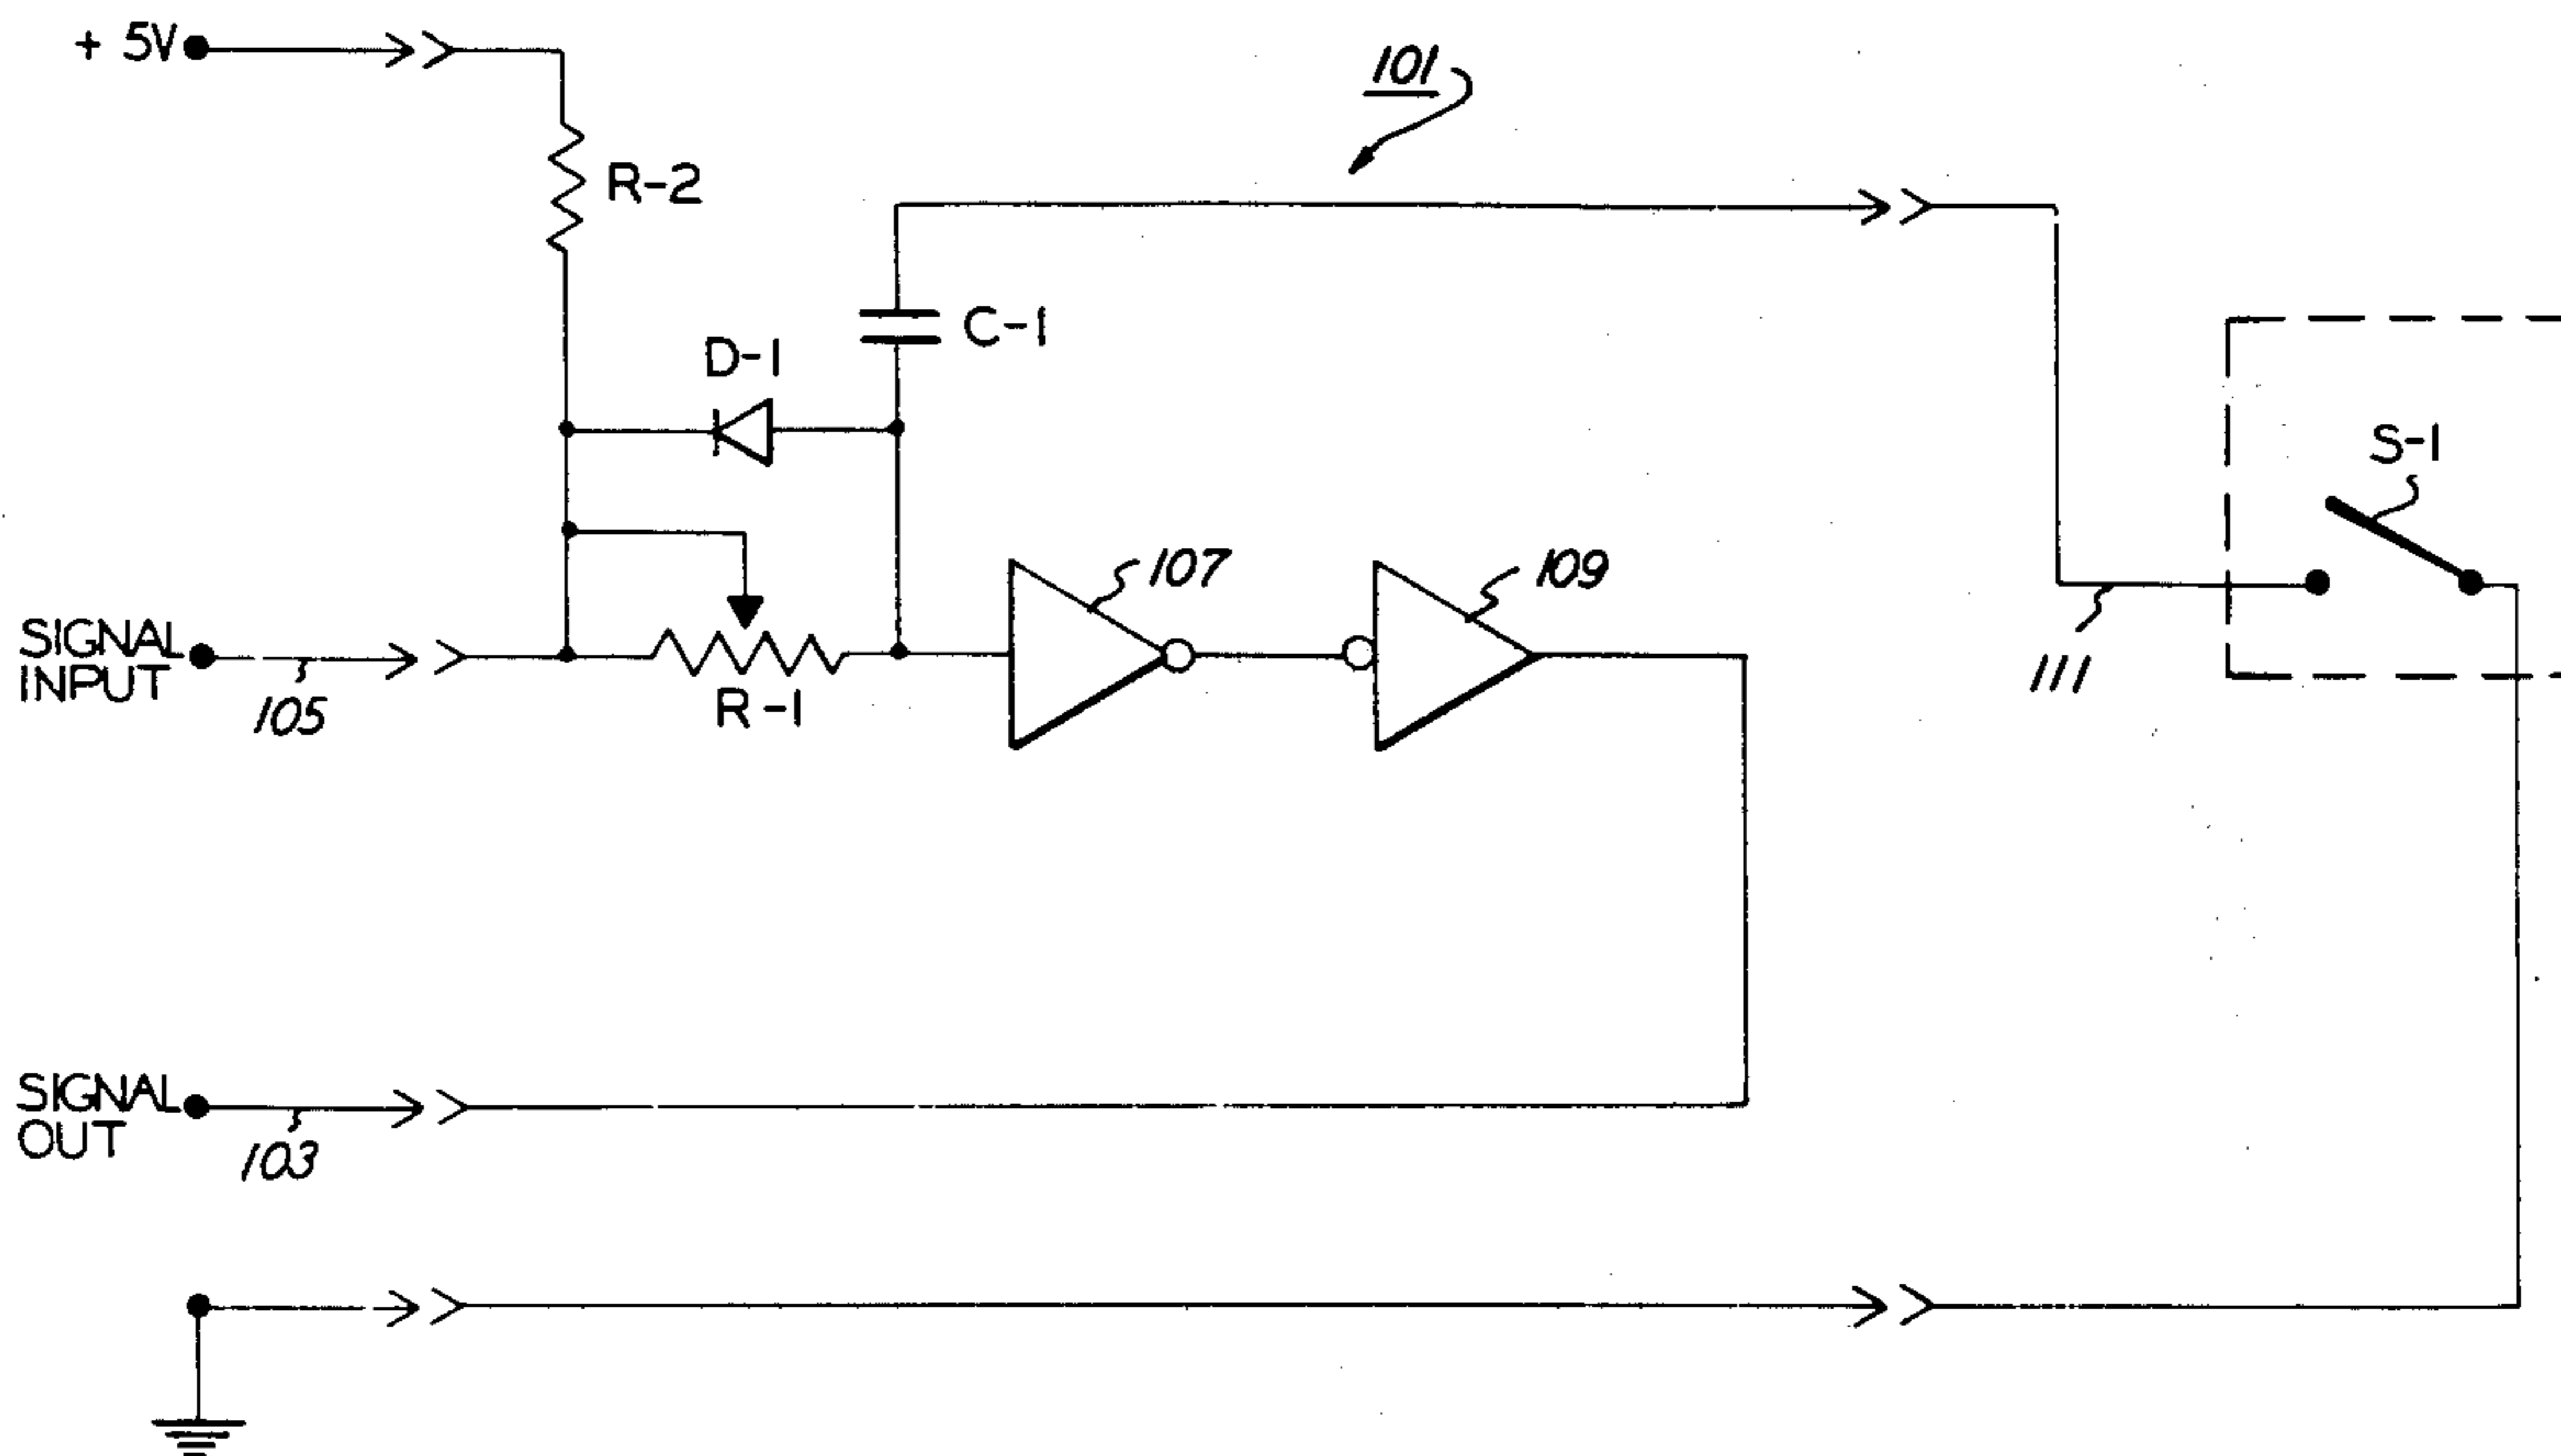 + 5V
101
R-2
C-1
D-1
S-1
107
109
SIGNAL
INPUT
105
R-1
111
SIGNAL
OUT
103